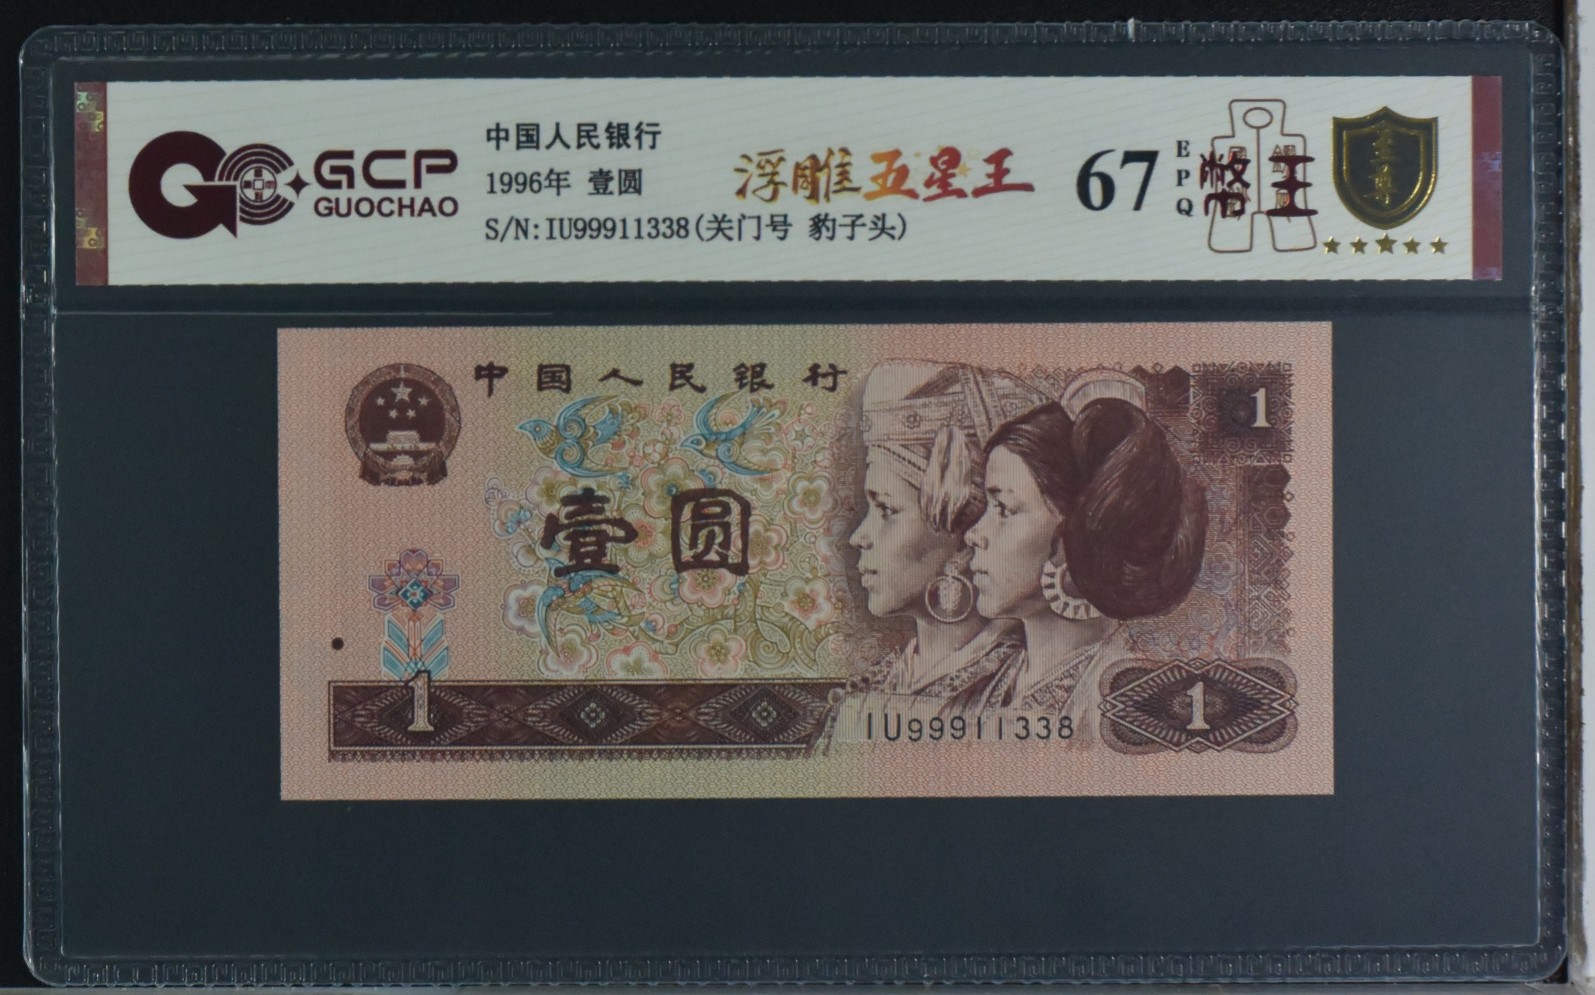 GCP
GUOCHAO
中国人民银行
1996年 壹圆
S/N:IU99911338(关门号 豹子头)
浮雕五星王
67
EPQ
至尊
中国人民银行
1
壹圆
1
IU99911338
1